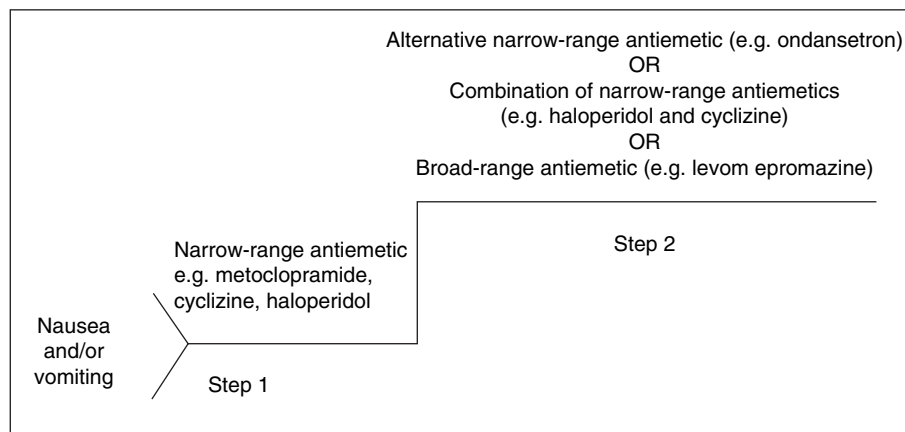 Alternative narrow-range antiemetic (e.g. ondansetron)
OR
Combination of narrow-range antiemetics
(e.g. haloperidol and cyclizine)
OR
Broad-range antiemetic (e.g. levom epromazine)
Step 2
Narrow-range antiemetic
e.g. metoclopramide,
cyclizine, haloperidol
Nausea
and/or
vomiting
Step 1